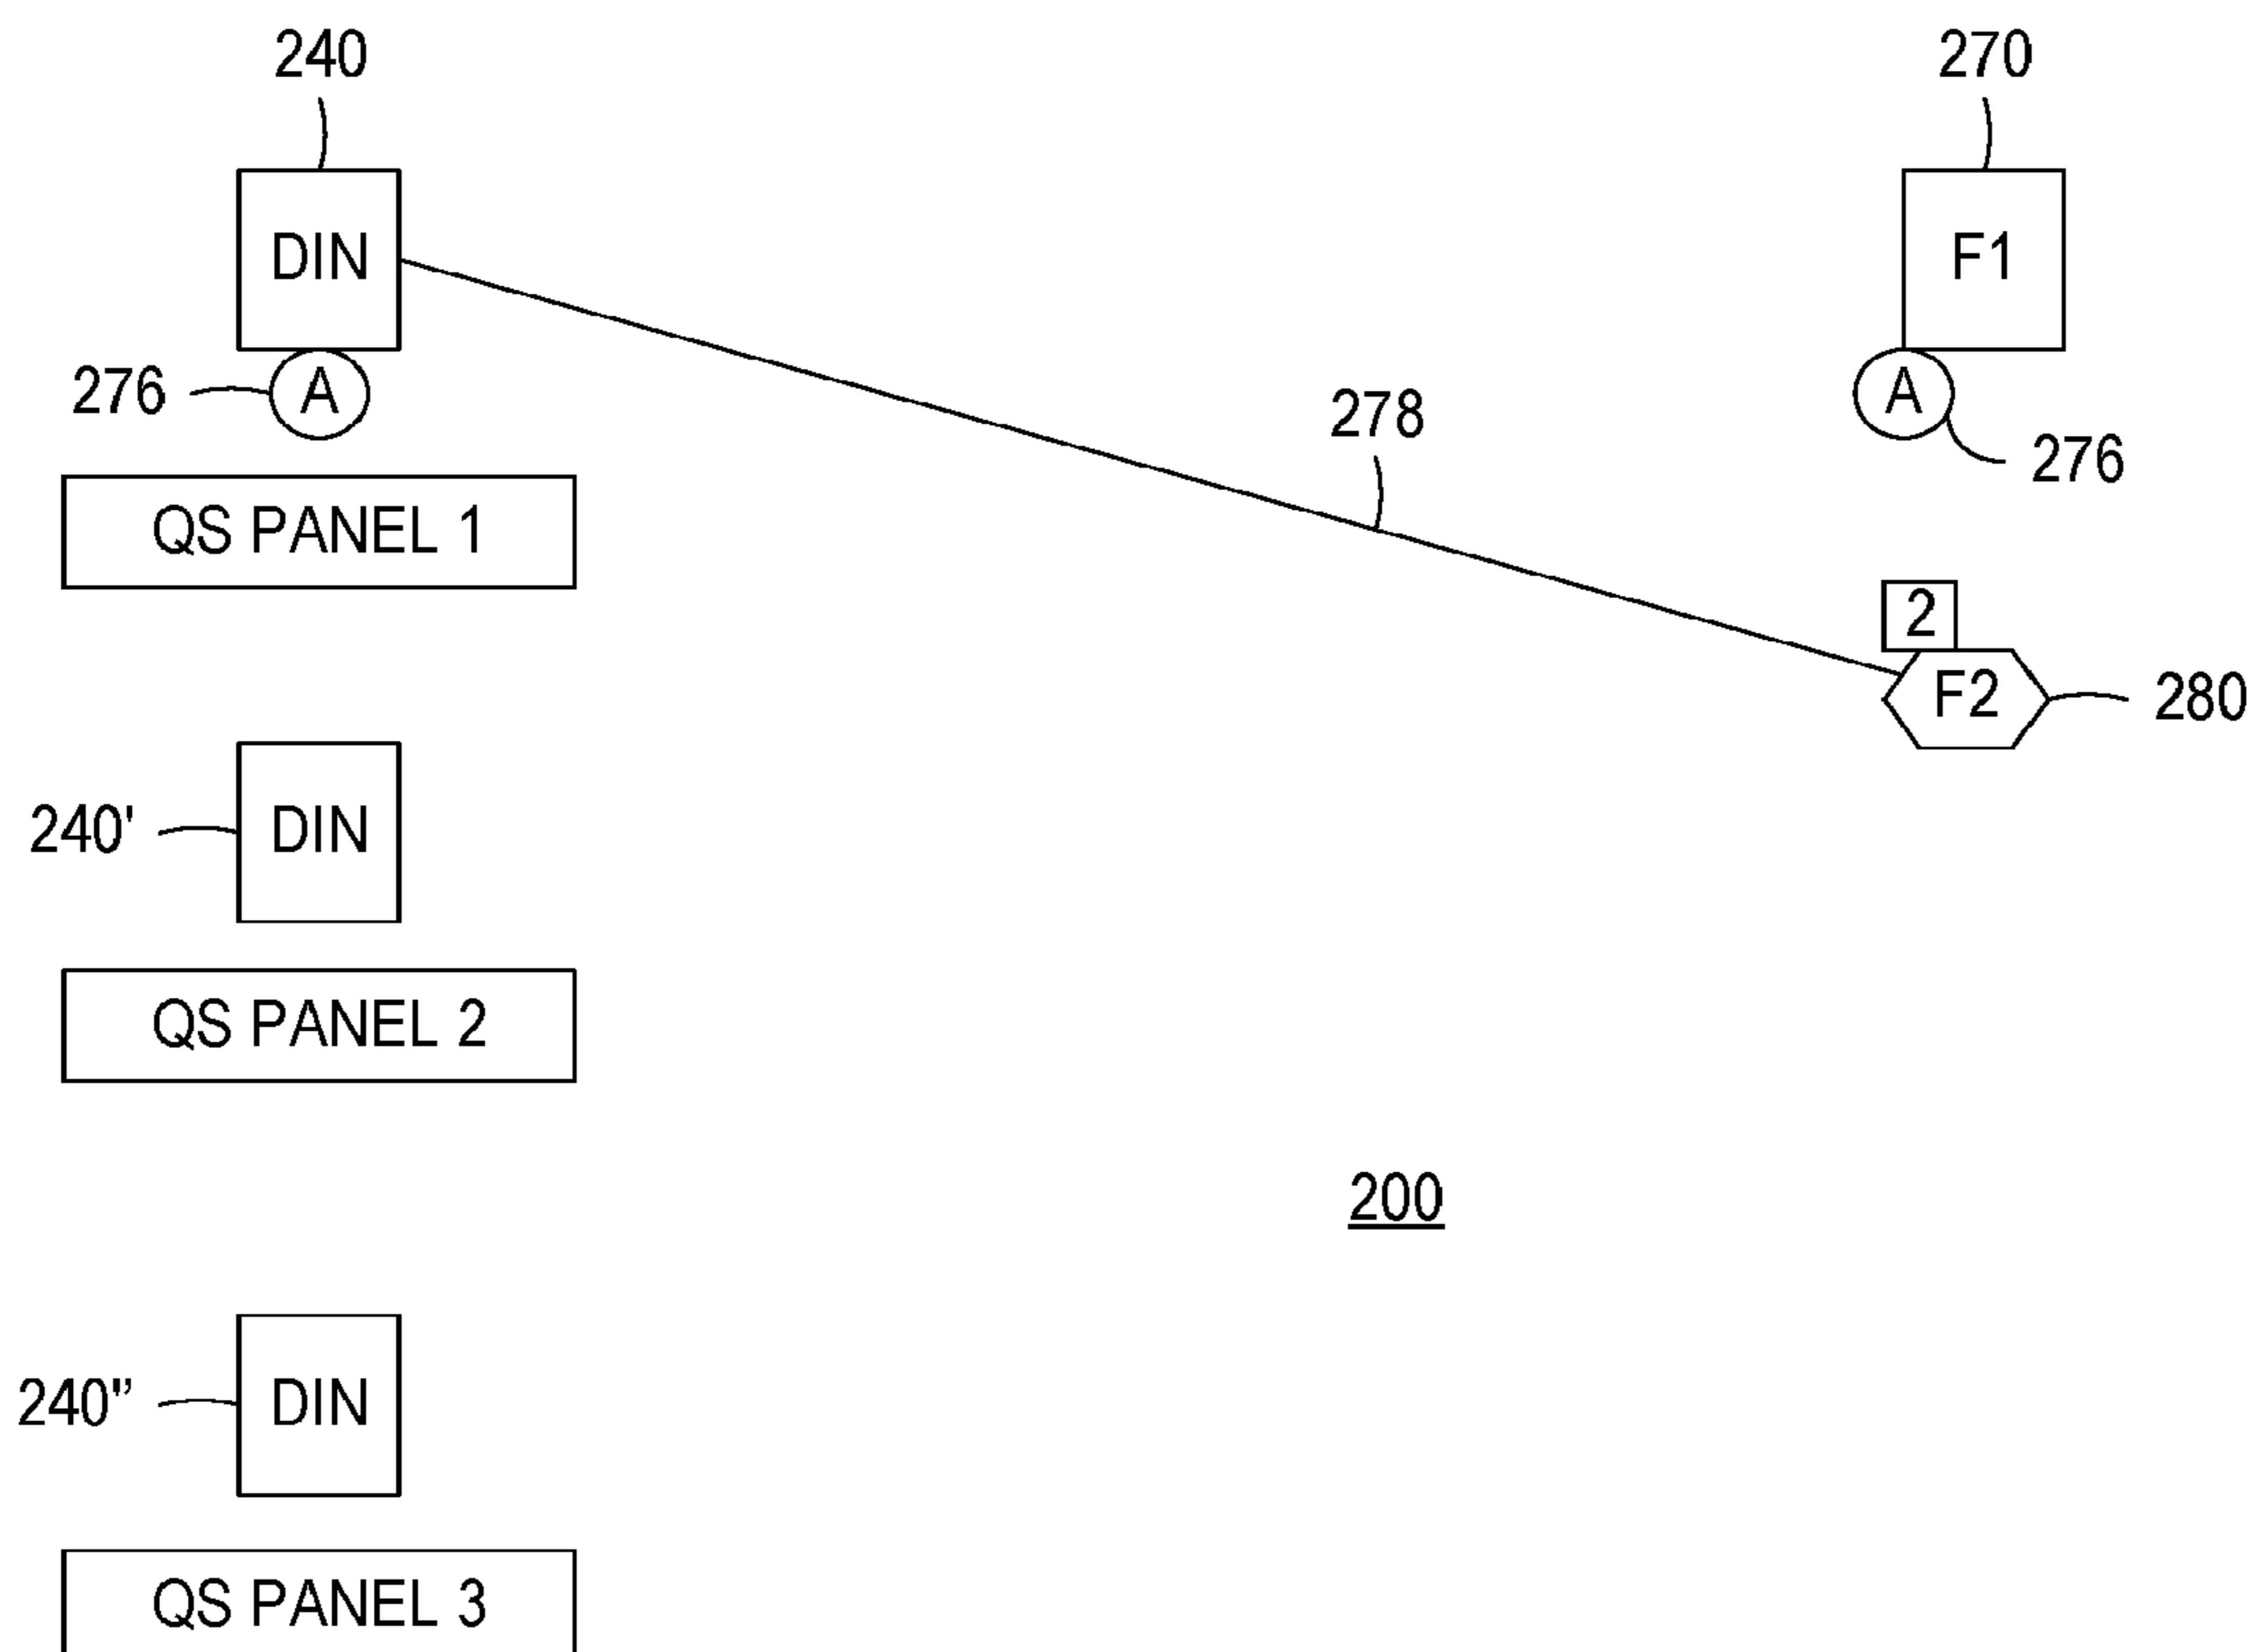 240
270
DIN
F1
276
A
278
A
276
QS PANEL 1
2
F2
280
240'
DIN
QS PANEL 2
200
240"
DIN
QS PANEL 3